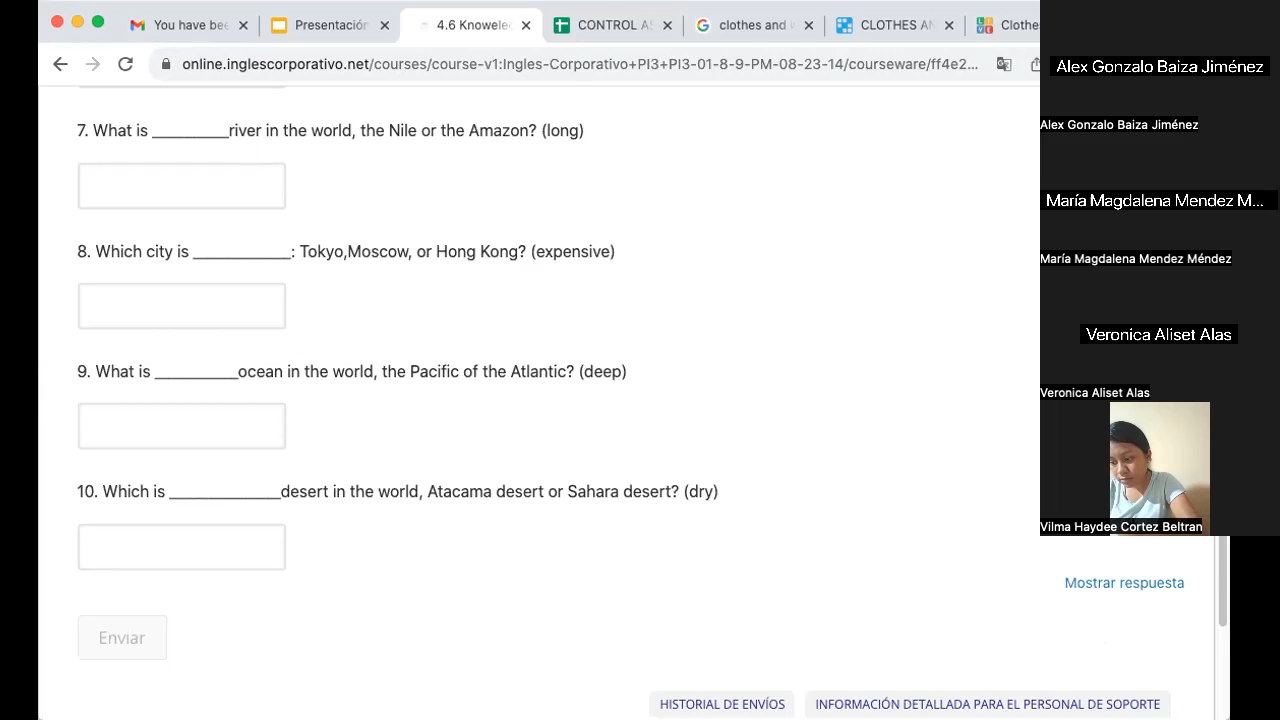 You have bee
Presentación
4.6 Knowele
CONTROL A
clothes and
CLOTHES AN
Clothe
online.inglescorporativo.net/courses/course-v1:Ingles-Corporativo+PI3+PI3-01-8-9-PM-08-23-14/courseware/ff4e2...
7. What is _________river in the world, the Nile or the Amazon? (long)
8. Which city is ____________: Tokyo,Moscow, or Hong Kong? (expensive)
9. What is __________ocean in the world, the Pacific of the Atlantic? (deep)
10. Which is _____________desert in the world, Atacama desert or Sahara desert? (dry)
Mostrar respuesta
Enviar
HISTORIAL DE ENVÍOS
INFORMACIÓN DETALLADA PARA EL PERSONAL DE SOPORTE
Alex Gonzalo Baiza Jiménez
Alex Gonzalo Baiza Jiménez
María Magdalena Mendez M...
María Magdalena Mendez Méndez
Veronica Aliset Alas
Veronica Aliset Alas
Vilma Haydee Cortez Beltran